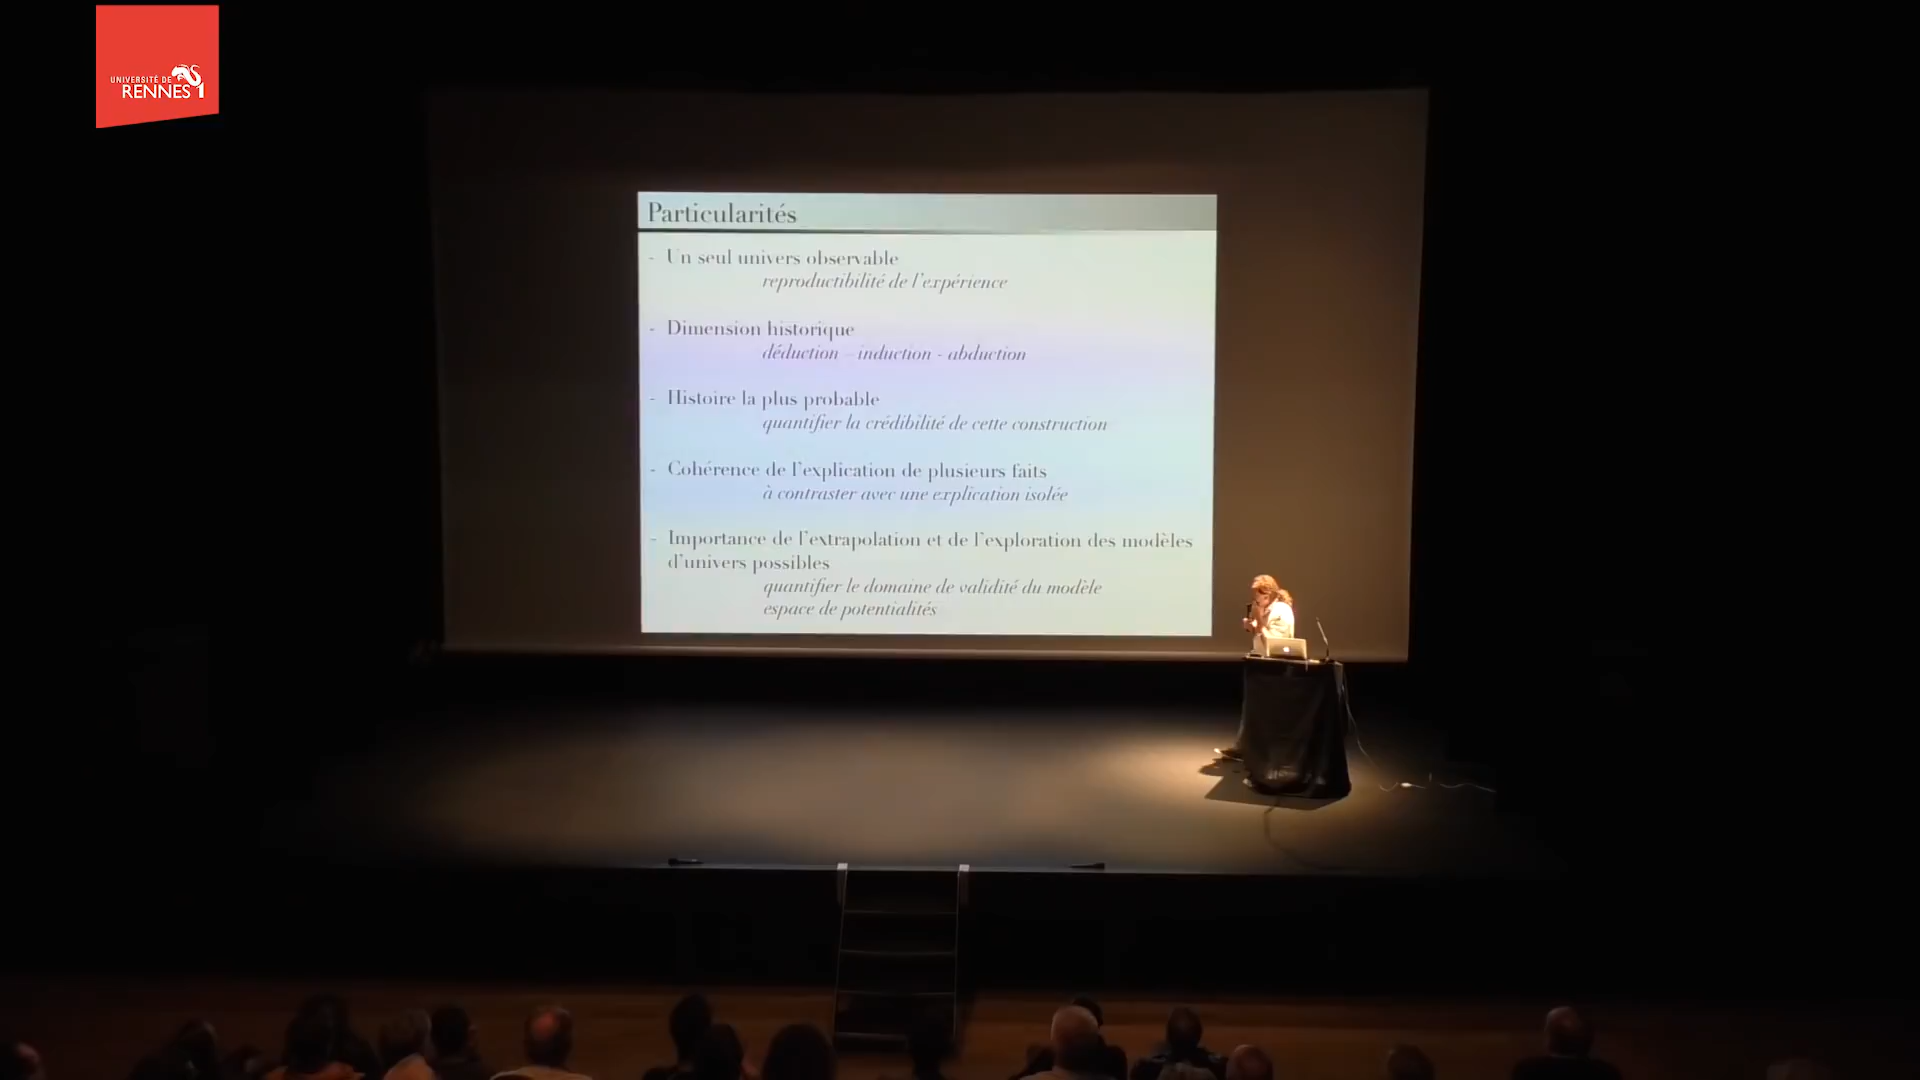 UNIVERSITÉ DE
RENNES 1
Particularités
- Un seul univers observable
reproductibilité de l'expérience
- Dimension historique
déduction - induction - abduction
- Histoire la plus probable
quantifier la crédibilité de cette construction
- Cohérence de l'explication de plusieurs faits
à contraster avec une explication isolée
- Importance de l'extrapolation et de l'exploration des modèles
d'univers possibles
quantifier le domaine de validité du modèle
espace de potentialités